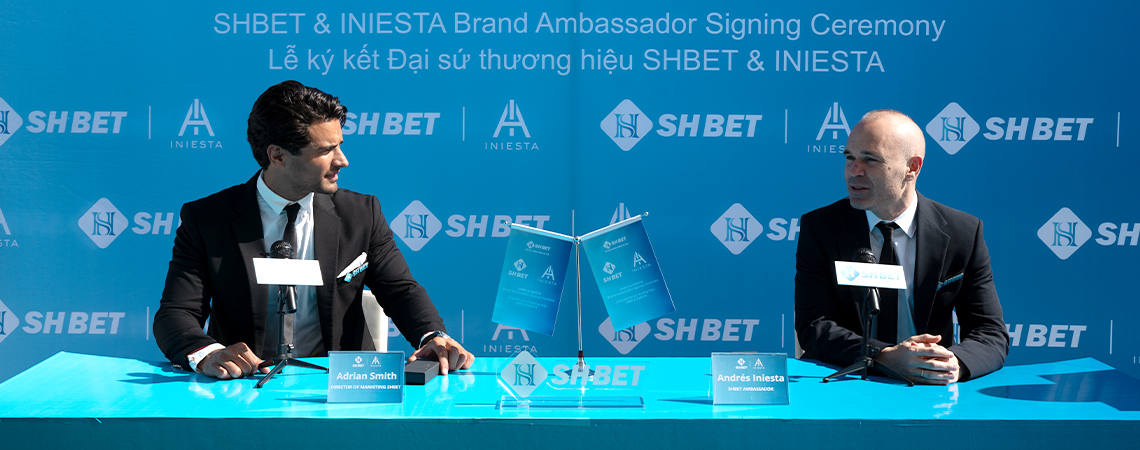 SHBET & INIESTA Brand Ambassador Signing Ceremony
Lễ ký kết Đại sứ thương hiệu SHBET & INIESTA
SHBET
INIESTA
SHBET
INIESTA
SHBET
INIESTA
SHBET
SHBET
SHBET
SHBET
SHBET
SHBET
INIESTA
SHBET
SHBET
Adrian Smith
DIRECTOR OF MARKETING SHBET
SHBET
Andrés Iniesta
SHBET AMBASSADOR